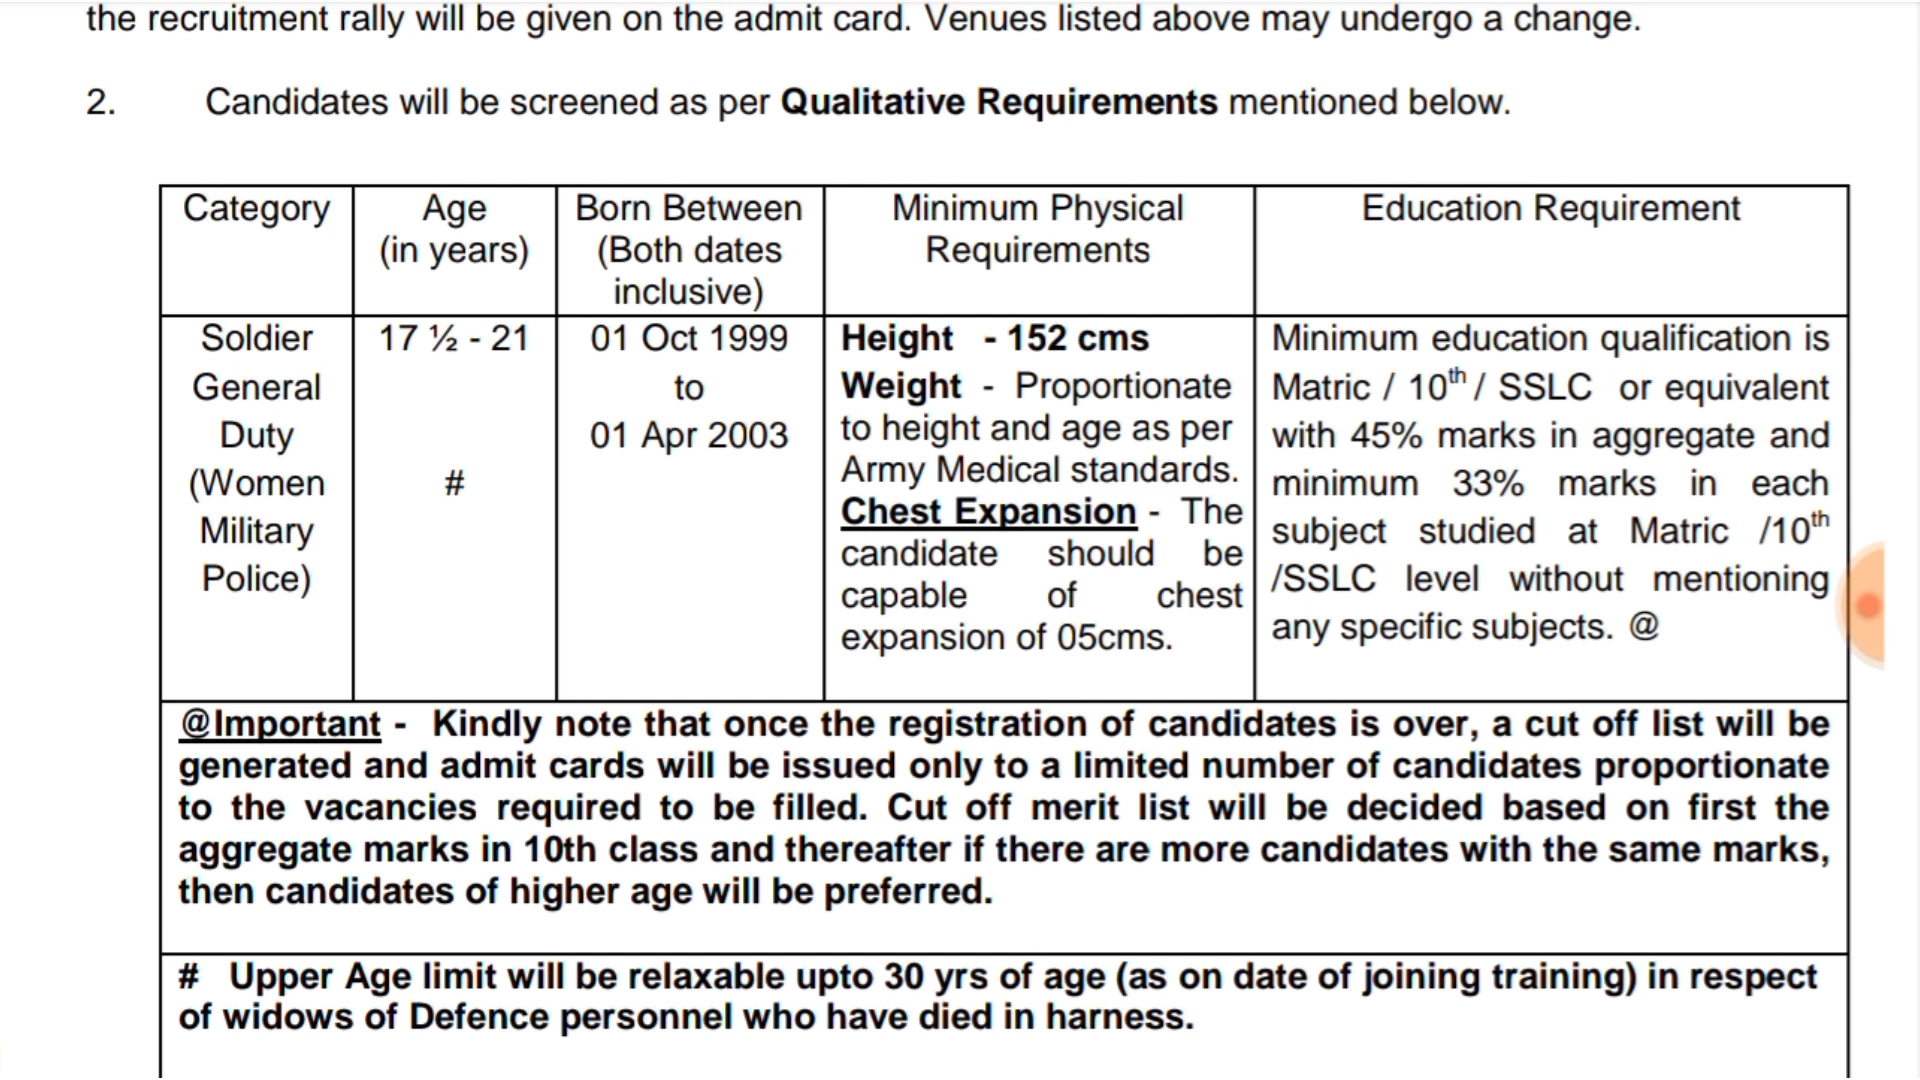 the recruitment rally will be given on the admit card. Venues listed above may undergo a change.
2. Candidates will be screened as per Qualitative Requirements mentioned below.
Category
Age
(in years)
Born Between
(Both dates
inclusive)
Minimum Physical
Requirements
Education Requirement
Soldier
General
Duty
(Women
Military
Police)
17 ½ - 21
#
01 Oct 1999
to
01 Apr 2003
Height - 152 cms
Weight - Proportionate
to height and age as per
Army Medical standards.
Chest Expansion - The
candidate should be
capable of chest
expansion of 05cms.
Minimum education qualification is
Matric / 10th / SSLC or equivalent
with 45% marks in aggregate and
minimum 33% marks in each
subject studied at Matric /10th
/SSLC level without mentioning
any specific subjects. @
@Important - Kindly note that once the registration of candidates is over, a cut off list will be
generated and admit cards will be issued only to a limited number of candidates proportionate
to the vacancies required to be filled. Cut off merit list will be decided based on first the
aggregate marks in 10th class and thereafter if there are more candidates with the same marks,
then candidates of higher age will be preferred.
# Upper Age limit will be relaxable upto 30 yrs of age (as on date of joining training) in respect
of widows of Defence personnel who have died in harness.